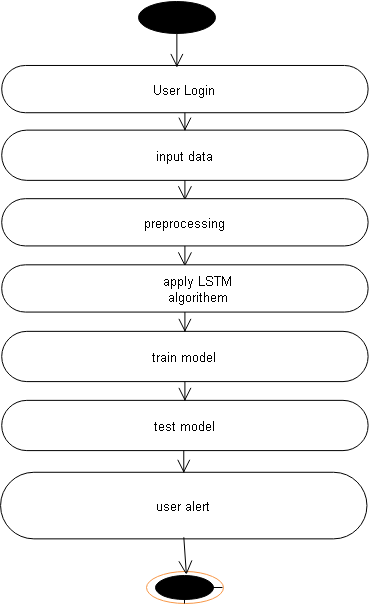 User Login
input data
preprocessing
apply LSTM
algorithem
train model
test model
user alert